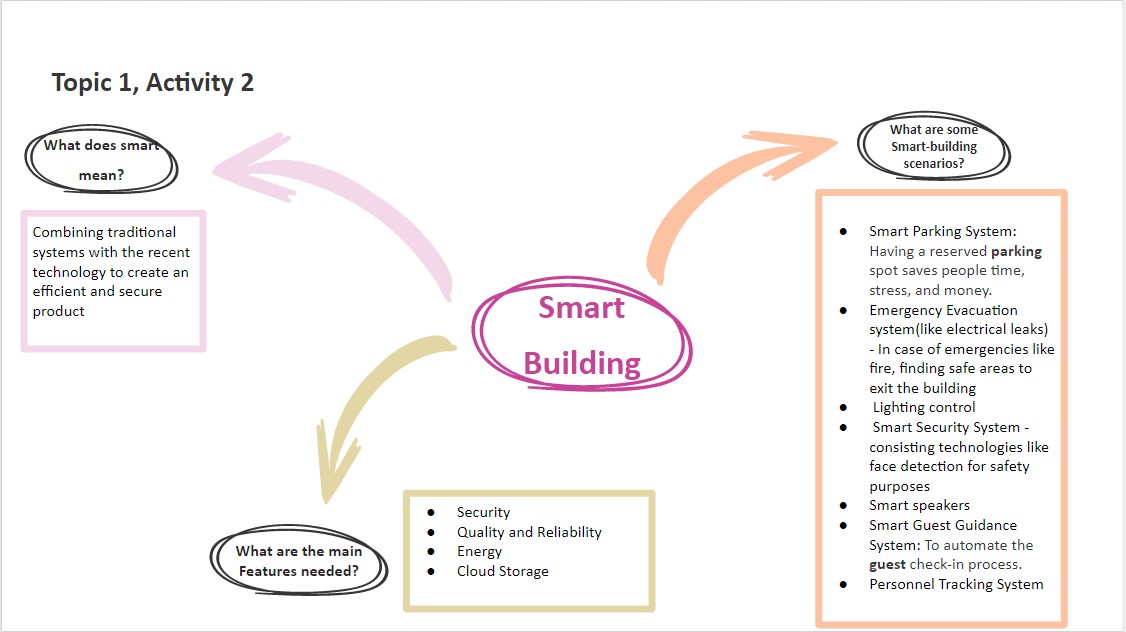 Topic 1, Activity 2
What does smart
mean?
Combining traditional
systems with the recent
technology to create an
efficient and secure
product
Smart
Building
What are the main
Features needed?
● Security
● Quality and Reliability
● Energy
● Cloud Storage
What are some
Smart-building
scenarios?
● Smart Parking System:
Having a reserved parking
spot saves people time,
stress, and money.
● Emergency Evacuation
system(like electrical leaks)
- In case of emergencies like
fire, finding safe areas to
exit the building
● Lighting control
● Smart Security System -
consisting technologies like
face detection for safety
purposes
● Smart speakers
● Smart Guest Guidance
System: To automate the
guest check-in process.
● Personnel Tracking System